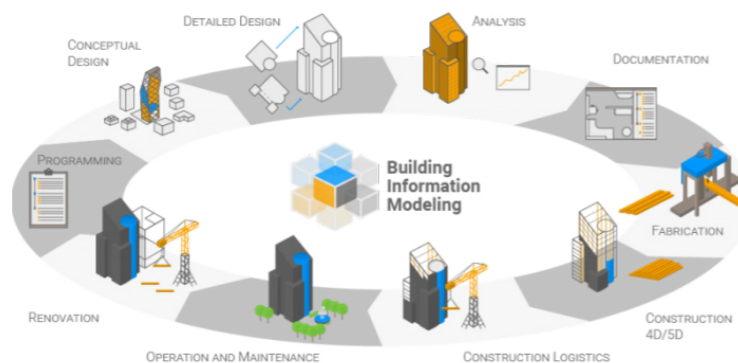 DETAILED DESIGN
ANALYSIS
CONCEPTUAL
DESIGN
DOCUMENTATION
PROGRAMMING
Building
Information
Modeling
FABRICATION
RENOVATION
CONSTRUCTION
4D/5D
OPERATION AND MAINTENANCE
CONSTRUCTION LOGISTICS